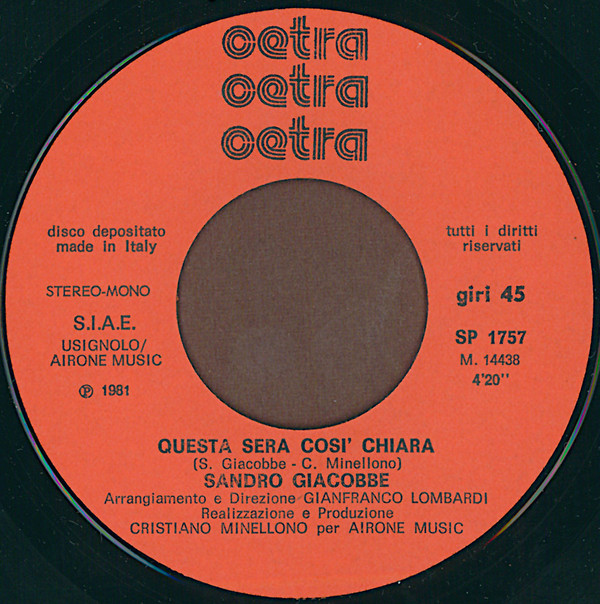 cetra
cetra
cetra
disco depositato
made in Italy
tutti i diritti
riservati
STEREO-MONO
giri 45
S.I.A.E.
USIGNOLO/
AIRONE MUSIC
℗ 1981
SP 1757
M. 14438
4'20''
QUESTA SERA COSI' CHIARA
(S. Giacobbe - C. Minellono)
SANDRO GIACOBBE
Arrangiamento e Direzione GIANFRANCO LOMBARDI
Realizzazione e Produzione
CRISTIANO MINELLONO per AIRONE MUSIC